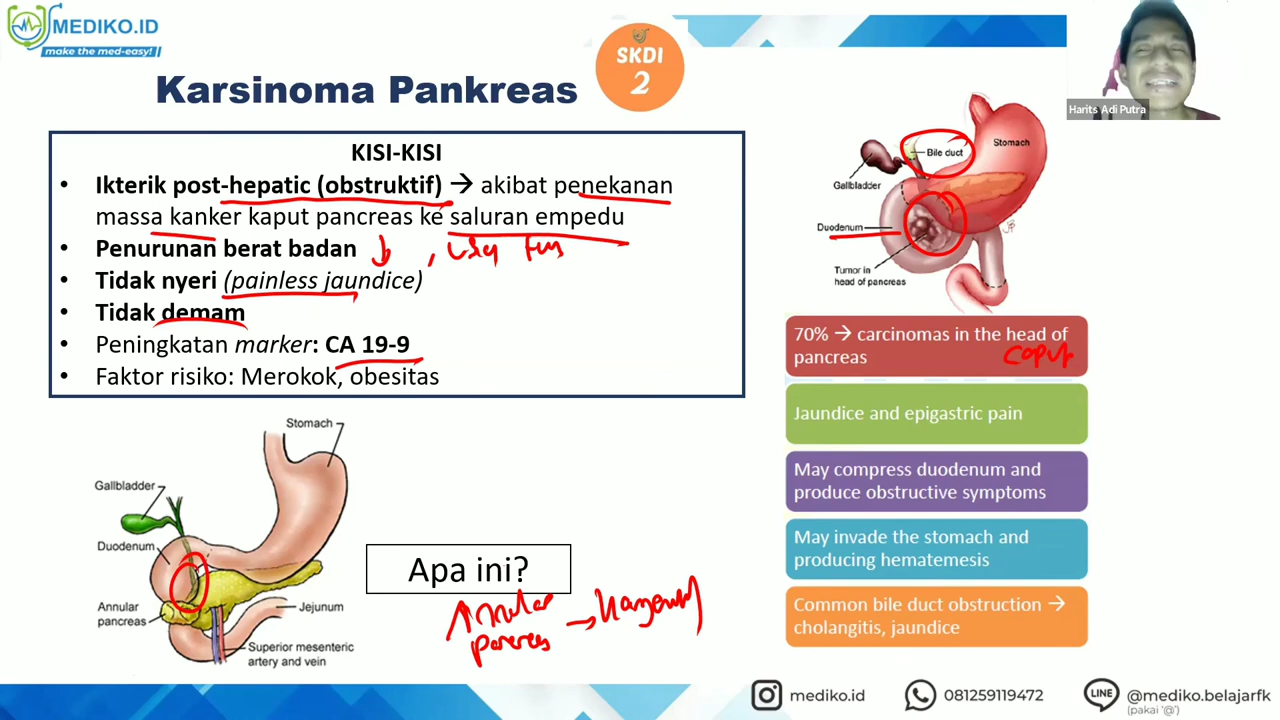 MEDIKO.ID
make the med-easy!
SKDI
2
Karsinoma Pankreas
Harits Adi Putra
KISI-KISI
• Ikterik post-hepatic (obstruktif) → akibat penekanan
massa kanker kaput pancreas ke saluran empedu
• Penurunan berat badan
• Tidak nyeri (painless jaundice)
• Tidak demam
• Peningkatan marker: CA 19-9
• Faktor risiko: Merokok, obesitas
Bile duct
Stomach
Gallbladder
Duodenum
Tumor in
head of pancreas
70% → carcinomas in the head of
pancreas
caput
Jaundice and epigastric pain
May compress duodenum and
produce obstructive symptoms
May invade the stomach and
producing hematemesis
Common bile duct obstruction →
cholangitis, jaundice
Stomach
Gallbladder
Duodenum
Annular
pancreas
Jejunum
Superior mesenteric
artery and vein
Apa ini?
Annular
pancreas →
mediko.id
081259119472
LINE
@mediko.belajarfk
(pakai '@')